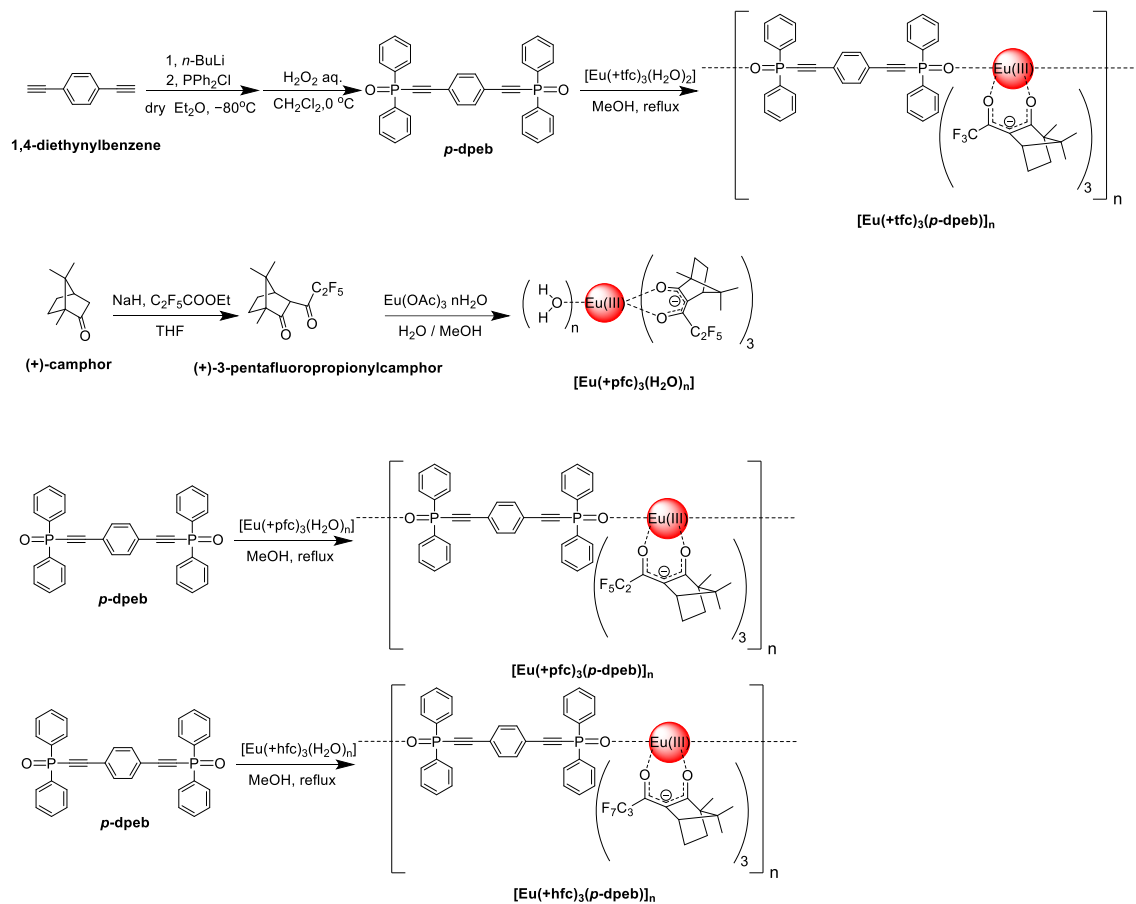 1, n-BuLi
2, PPh₂Cl
dry Et₂O, −80°C
H₂O₂ aq.
CH₂Cl₂,0 °C
[Eu(+tfc)₃(H₂O)₂]
MeOH, reflux
1,4-diethynylbenzene
O P P O
p-dpeb
O P P O Eu(III)
O O
F₃C
−
3
n
[Eu(+tfc)₃(p-dpeb)]ₙ
O
(+)-camphor
NaH, C₂F₅COOEt
THF
C₂F₅
O O
(+)-3-pentafluoropropionylcamphor
Eu(OAc)₃ nH₂O
H₂O / MeOH
H
O
H
n
Eu(III)
O
−
O
C₂F₅
3
[Eu(+pfc)₃(H₂O)ₙ]
O P P O
p-dpeb
[Eu(+pfc)₃(H₂O)ₙ]
MeOH, reflux
O P P O Eu(III)
O O
F₅C₂
−
3
n
[Eu(+pfc)₃(p-dpeb)]ₙ
O P P O
p-dpeb
[Eu(+hfc)₃(H₂O)ₙ]
MeOH, reflux
O P P O Eu(III)
O O
F₇C₃
−
3
n
[Eu(+hfc)₃(p-dpeb)]ₙ